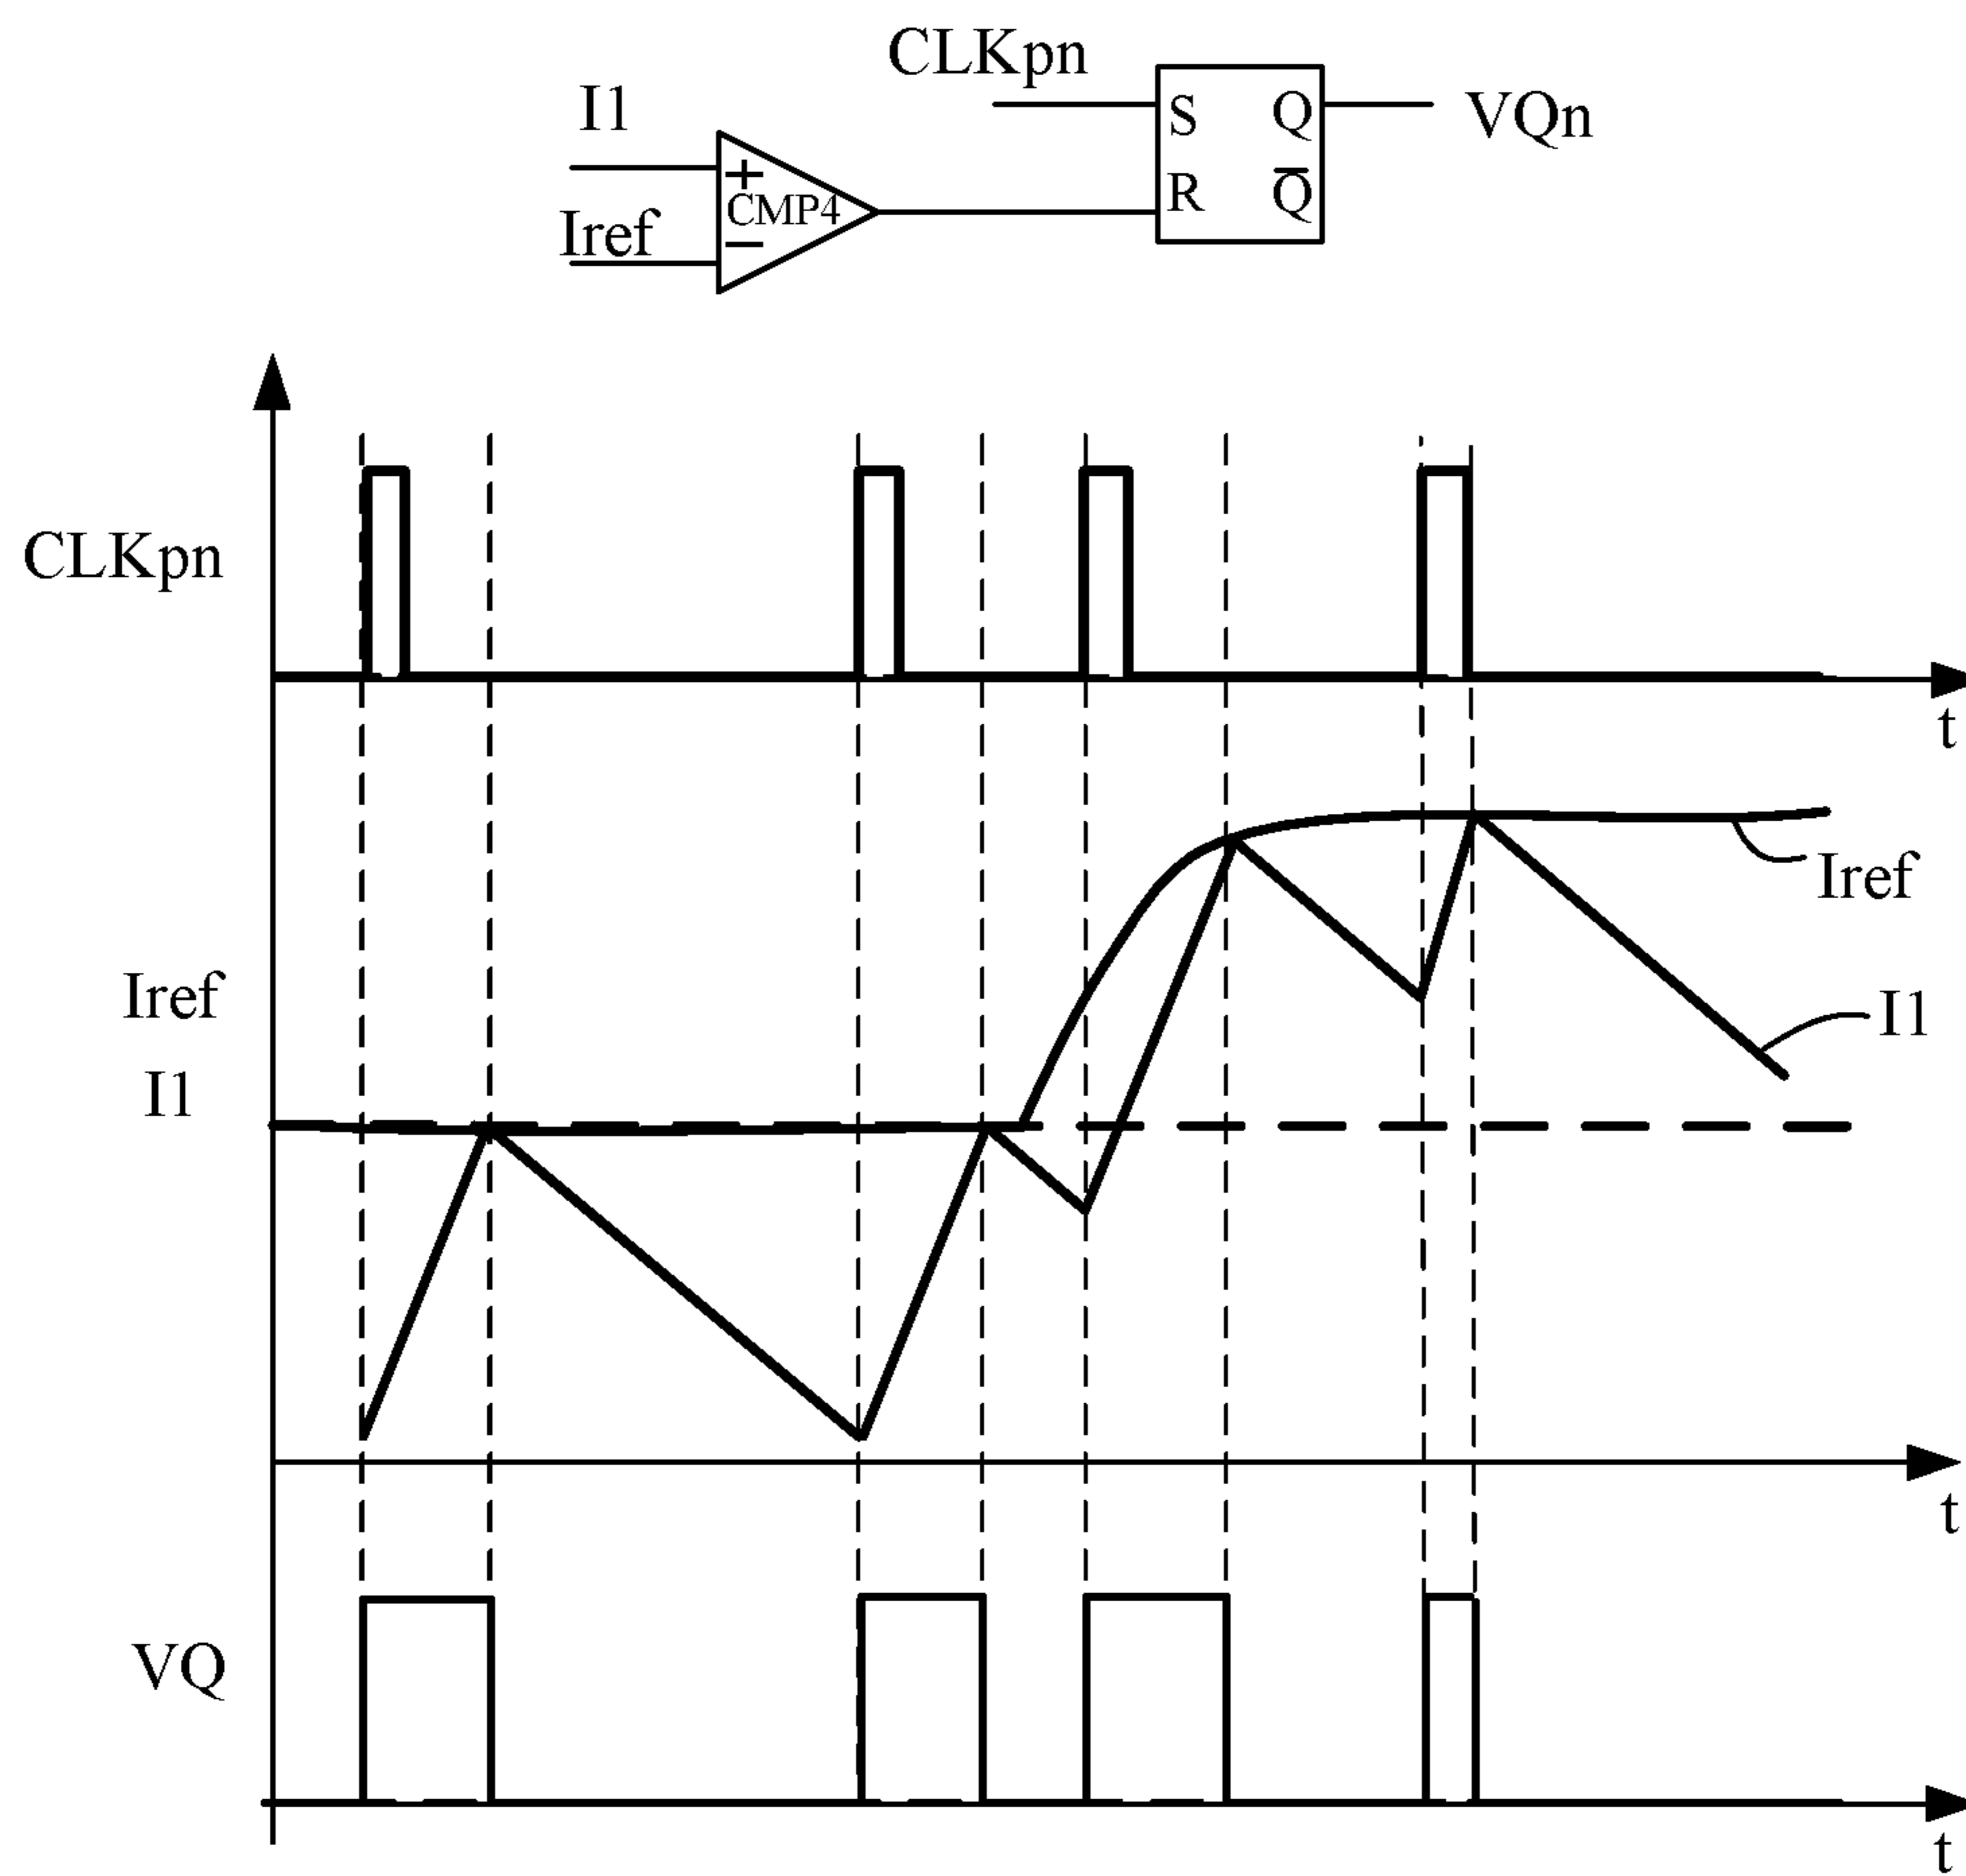 CLKpn
I1
+
CMP4
−
Iref
S Q
R Q̅
VQn
CLKpn
t
Iref
I1
Iref
I1
t
VQ
t